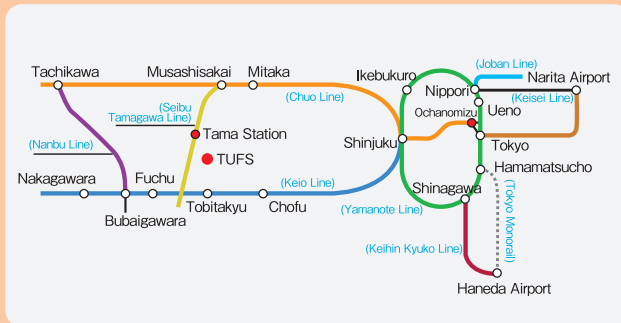 Tachikawa
Musashisakai
Mitaka
Ikebukuro
(Joban Line)
Nippori
Narita Airport
(Chuo Line)
(Keisei Line)
(Seibu
Tamagawa Line)
Ueno
Ochanomizu
Tama Station
(Nanbu Line)
Shinjuku
Tokyo
TUFS
Hamamatsucho
Nakagawara
Fuchu
(Keio Line)
Shinagawa
Tobitakyu
Chofu
(Yamanote Line)
(Tokyo Monorail)
Bubaigawara
(Keihin Kyuko Line)
Haneda Airport